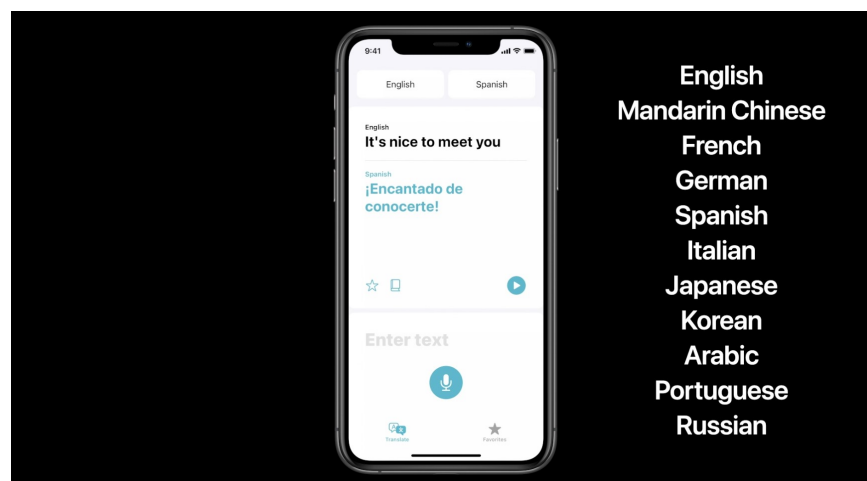 9:41
English Spanish
English
It's nice to meet you
Spanish
¡Encantado de
conocerte!
Enter text
Translate Favorites
English
Mandarin Chinese
French
German
Spanish
Italian
Japanese
Korean
Arabic
Portuguese
Russian